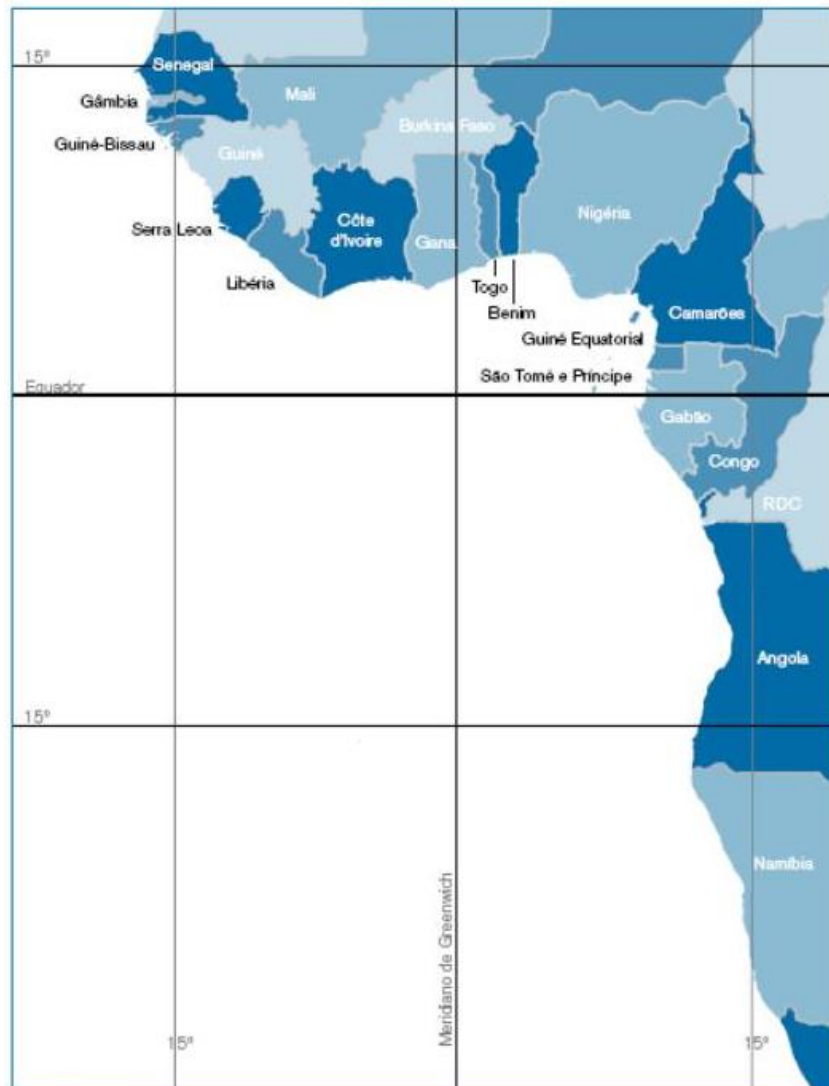 15º
Senegal
Mali
Gâmbia
Burkina Faso
Guiné-Bissau
Guiné
Nigéria
Côte
d'Ivoire
Serra Leoa
Gana
Libéria
Togo
Benim
Camarões
Guiné Equatorial
São Tomé e Príncipe
Equador
Gabão
Congo
RDC
Angola
15º
Namíbia
Meridiano de Greenwich
15º
15º